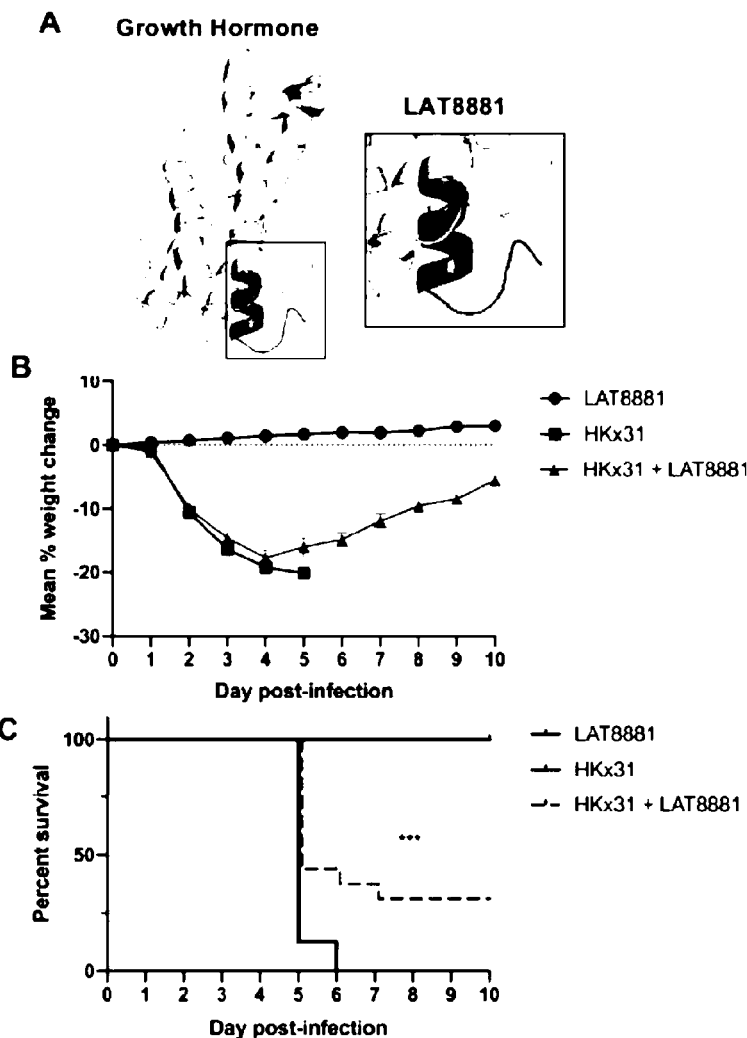 A
Growth Hormone
LAT8881
B
10
0
-10
-20
-30
Mean % weight change
0 1 2 3 4 5 6 7 8 9 10
Day post-infection
LAT8881
HKx31
HKx31 + LAT8881
C
100
50
0
Percent survival
***
0 1 2 3 4 5 6 7 8 9 10
Day post-infection
LAT8881
HKx31
HKx31 + LAT8881